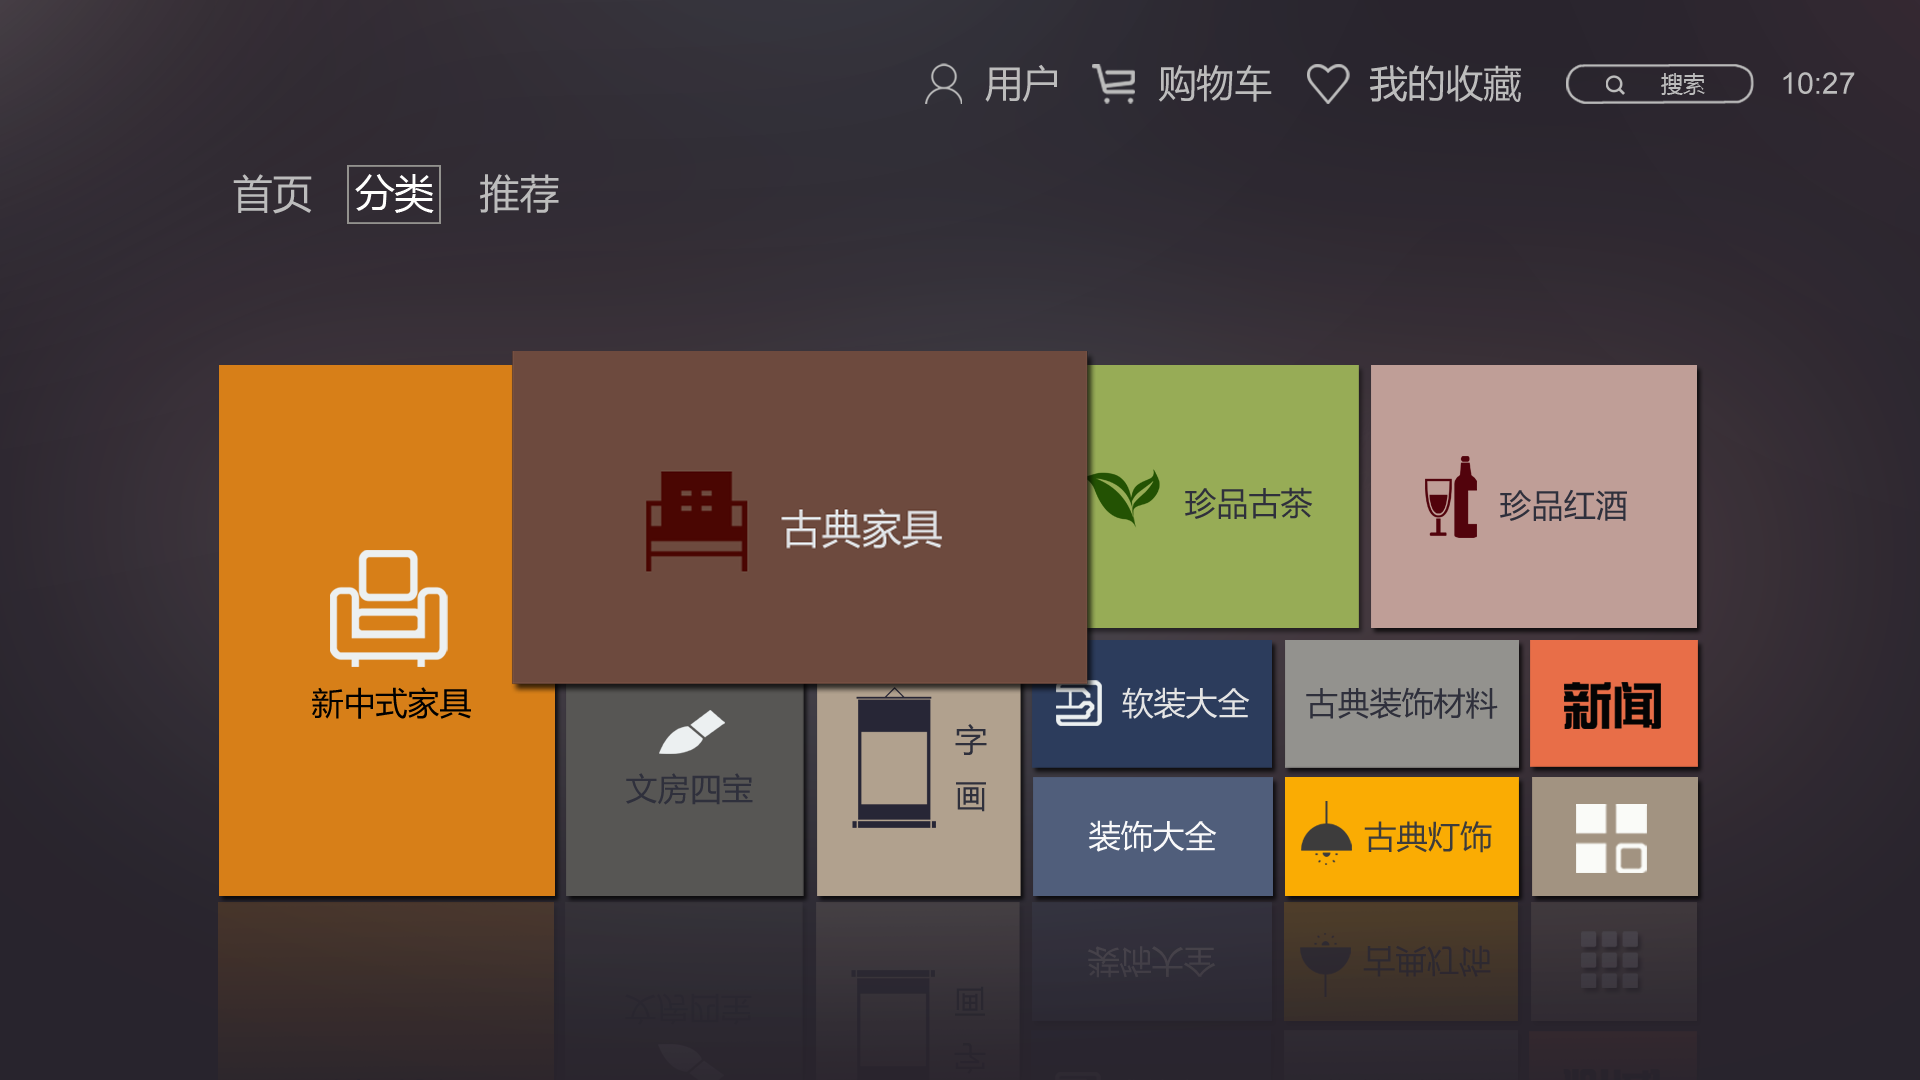 用户 购物车 我的收藏 搜索 10:27
首页 分类 推荐
新中式家具
古典家具
珍品古茶
珍品红酒
文房四宝
字
画
软装大全
古典装饰材料
新闻
装饰大全
古典灯饰